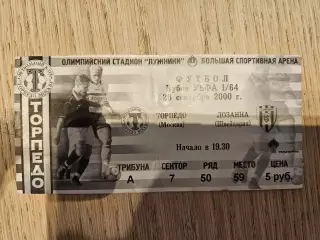 ОЛИМПИЙСКИЙ СТАДИОН "ЛУЖНИКИ" БОЛЬШАЯ СПОРТИВНАЯ АРЕНА
ФУТБОЛ
Кубок УЕФА 1/64
28 сентября 2000 г.
ТОРПЕДО ЛОЗАННА
(Москва) (Швейцария)
Начало в 19.30
ТРИБУНА СЕКТОР РЯД МЕСТО ЦЕНА
А 7 50 59 5 руб.
ТОРПЕДО